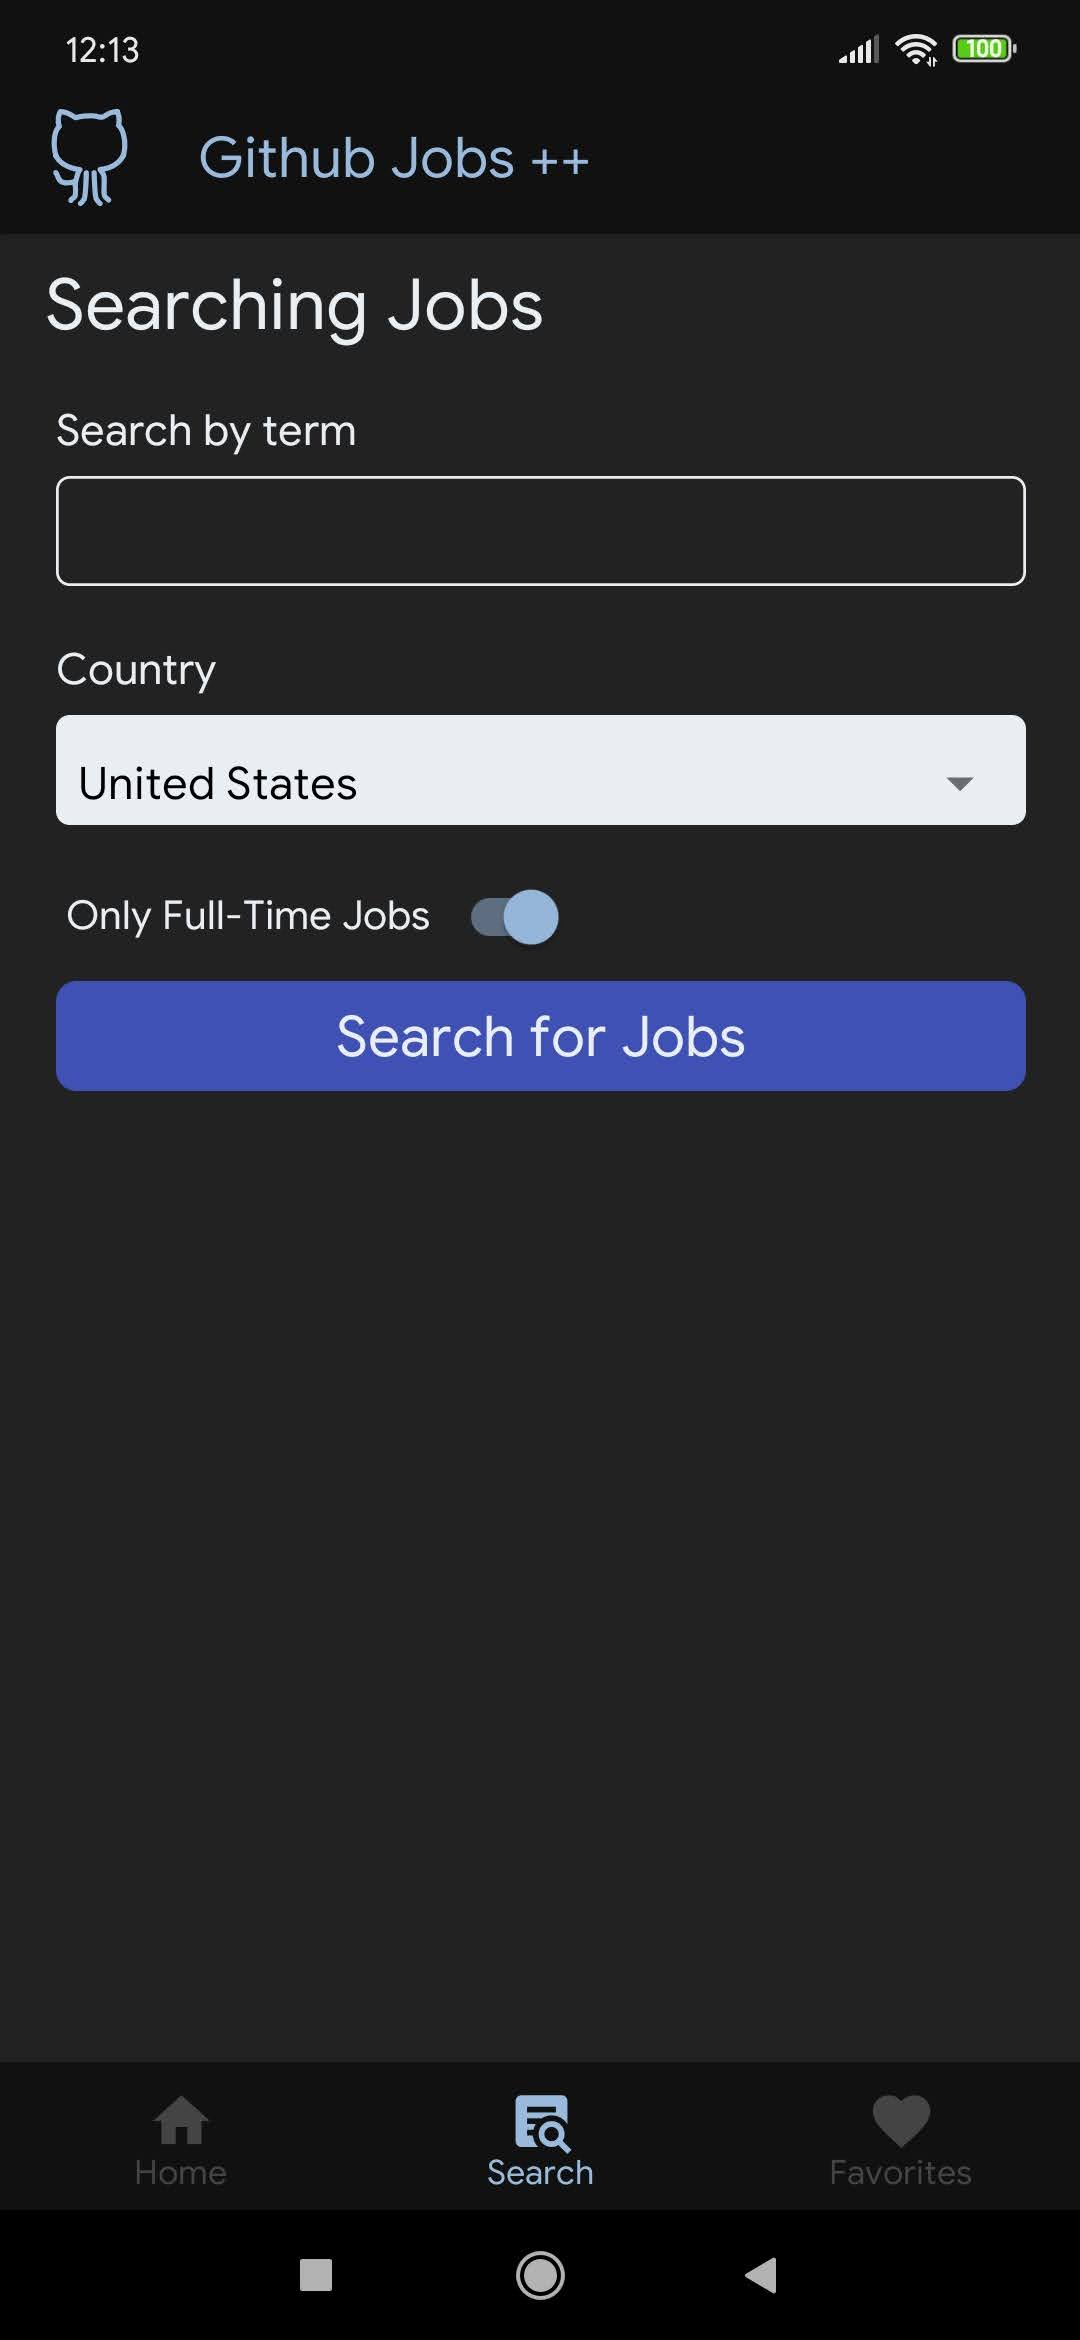 12:13
100
Github Jobs ++
Searching Jobs
Search by term
Country
United States
Only Full-Time Jobs
Search for Jobs
Home
Search
Favorites